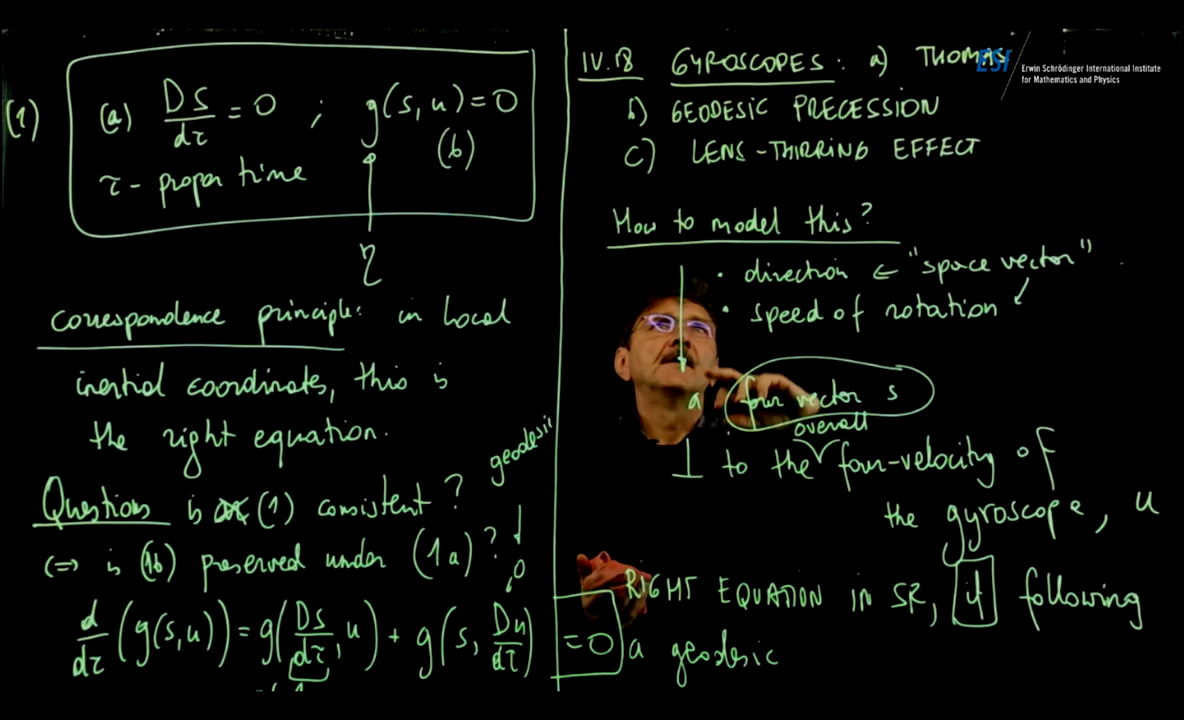 (1)
(a) Ds/dτ = 0 ; g(s, u) = 0
(b)
τ - proper time
η
correspondence principle: in local
inertial coordinates, this is
the right equation.
geodesic
Questions is (1) consistent?
(=> is (1b) preserved under (1a)?
0
d/dτ (g(s,u)) = g(Ds/dτ, u) + g(s, Du/dτ) = 0
IV.18 GYROSCOPES: a) THOMAS
b) GEODESIC PRECESSION
c) LENS-THIRRING EFFECT
How to model this?
• direction ∈ "space vector"
• speed of rotation
a four vector s
overall
⊥ to the four-velocity of
the gyroscope, u
RIGHT EQUATION IN SR, if following
a geodesic
ESI
Erwin Schrödinger International Institute
for Mathematics and Physics